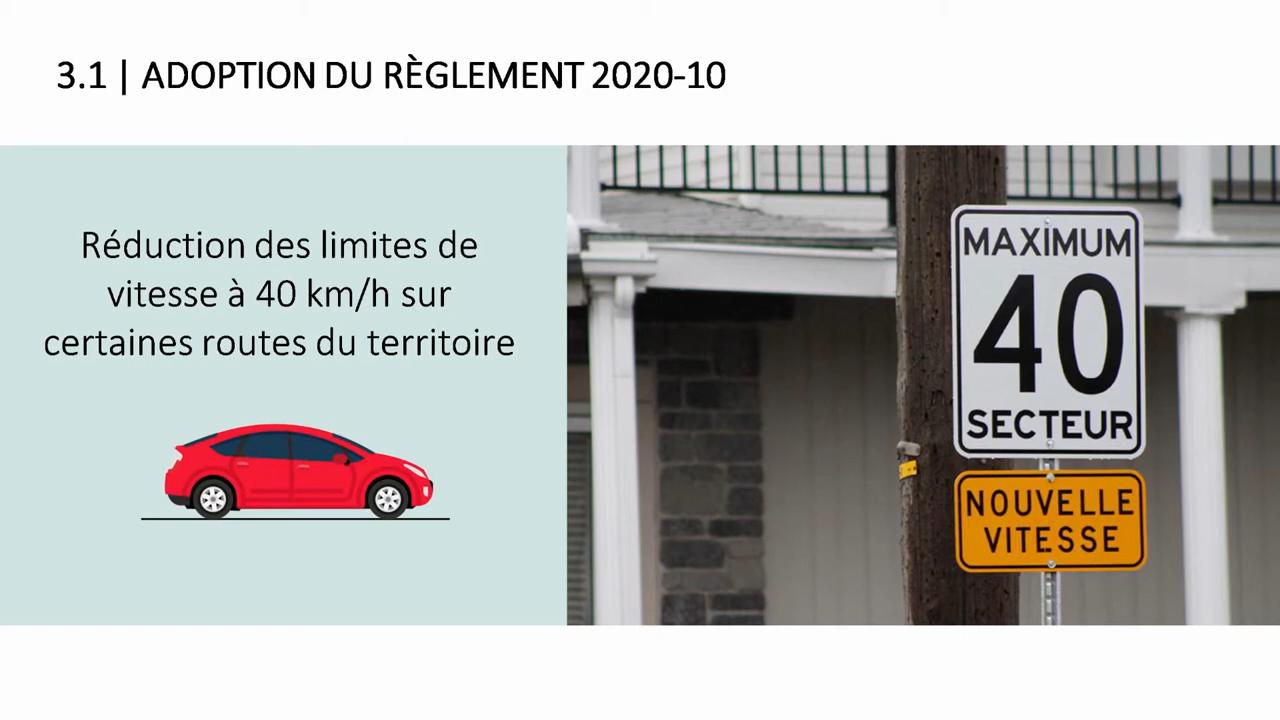 3.1 | ADOPTION DU RÈGLEMENT 2020-10
Réduction des limites de
vitesse à 40 km/h sur
certaines routes du territoire
MAXIMUM
40
SECTEUR
NOUVELLE
VITESSE